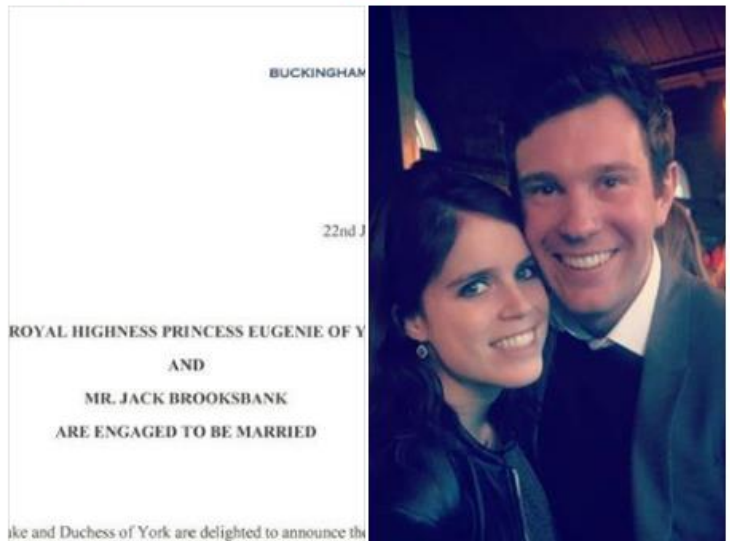 BUCKINGHAM
22nd J
ROYAL HIGHNESS PRINCESS EUGENIE OF Y
AND
MR. JACK BROOKSBANK
ARE ENGAGED TO BE MARRIED
ke and Duchess of York are delighted to announce the